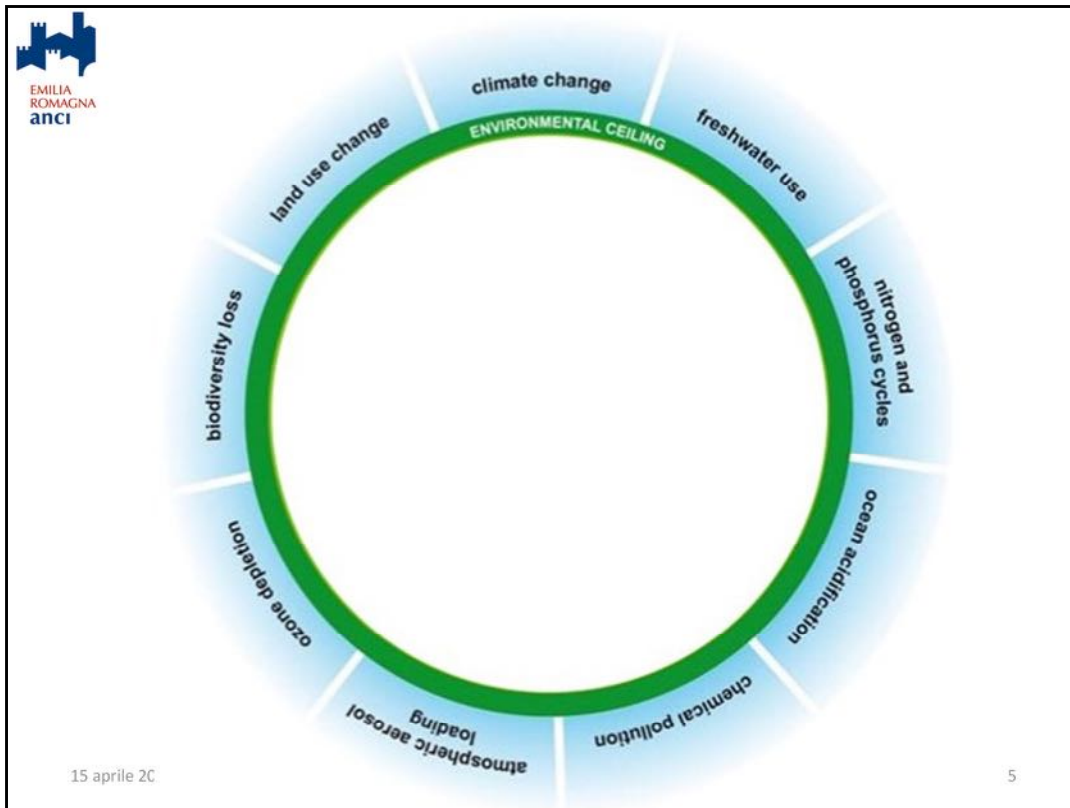 EMILIA
ROMAGNA
anci
climate change
ENVIRONMENTAL CEILING
freshwater use
nitrogen and
phosphorus cycles
ocean acidification
chemical pollution
atmospheric aerosol
loading
ozone depletion
biodiversity loss
land use change
15 aprile 20
5